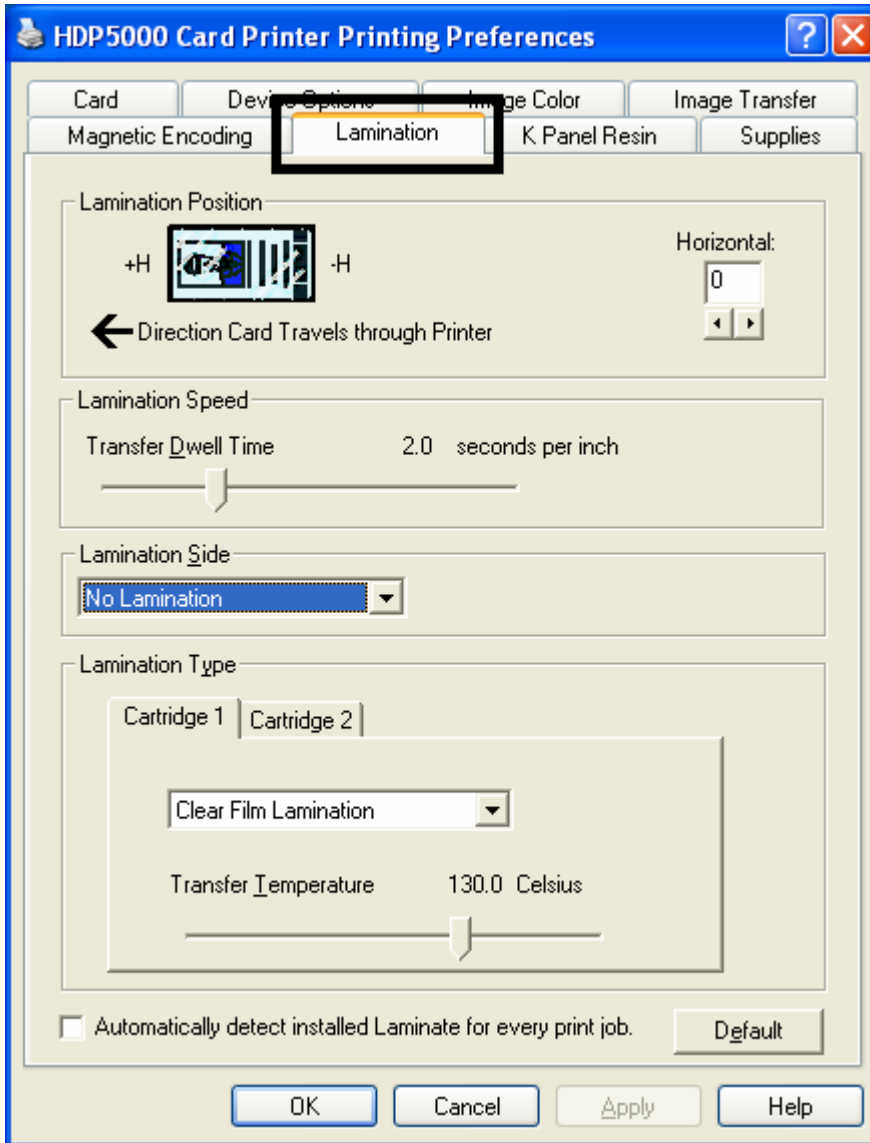 HDP5000 Card Printer Printing Preferences
Card Device Options Image Color Image Transfer
Magnetic Encoding Lamination K Panel Resin Supplies
Lamination Position
+H -H
Horizontal:
0
Direction Card Travels through Printer
Lamination Speed
Transfer Dwell Time 2.0 seconds per inch
Lamination Side
No Lamination
Lamination Type
Cartridge 1 Cartridge 2
Clear Film Lamination
Transfer Temperature 130.0 Celsius
Automatically detect installed Laminate for every print job.
Default
OK Cancel Apply Help